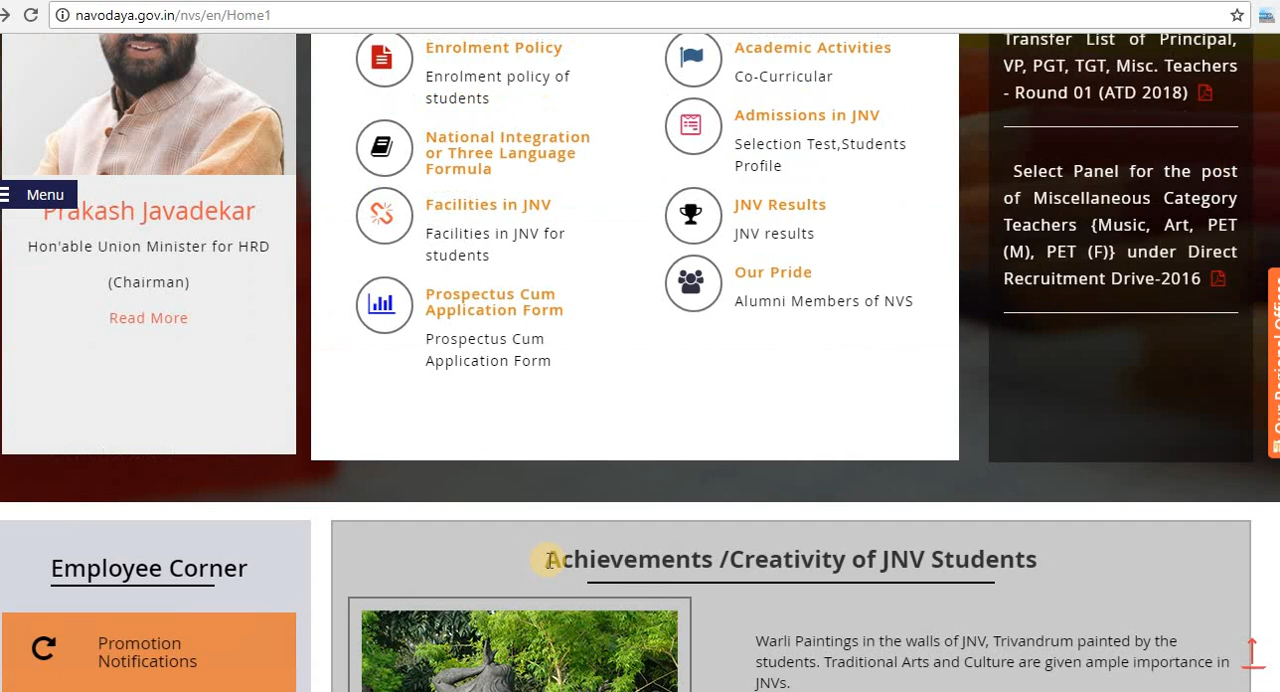 navodaya.gov.in/nvs/en/Home1
Menu
Prakash Javadekar
Hon'able Union Minister for HRD
(Chairman)
Read More
Enrolment Policy
Enrolment policy of
students
National Integration
or Three Language
Formula
Facilities in JNV
Facilities in JNV for
students
Prospectus Cum
Application Form
Prospectus Cum
Application Form
Academic Activities
Co-Curricular
Admissions in JNV
Selection Test,Students
Profile
JNV Results
JNV results
Our Pride
Alumni Members of NVS
Transfer List of Principal,
VP, PGT, TGT, Misc. Teachers
- Round 01 (ATD 2018)
Select Panel for the post
of Miscellaneous Category
Teachers {Music, Art, PET
(M), PET (F)} under Direct
Recruitment Drive-2016
Our Regional Offices
Employee Corner
Promotion
Notifications
Achievements /Creativity of JNV Students
Warli Paintings in the walls of JNV, Trivandrum painted by the
students. Traditional Arts and Culture are given ample importance in
JNVs.